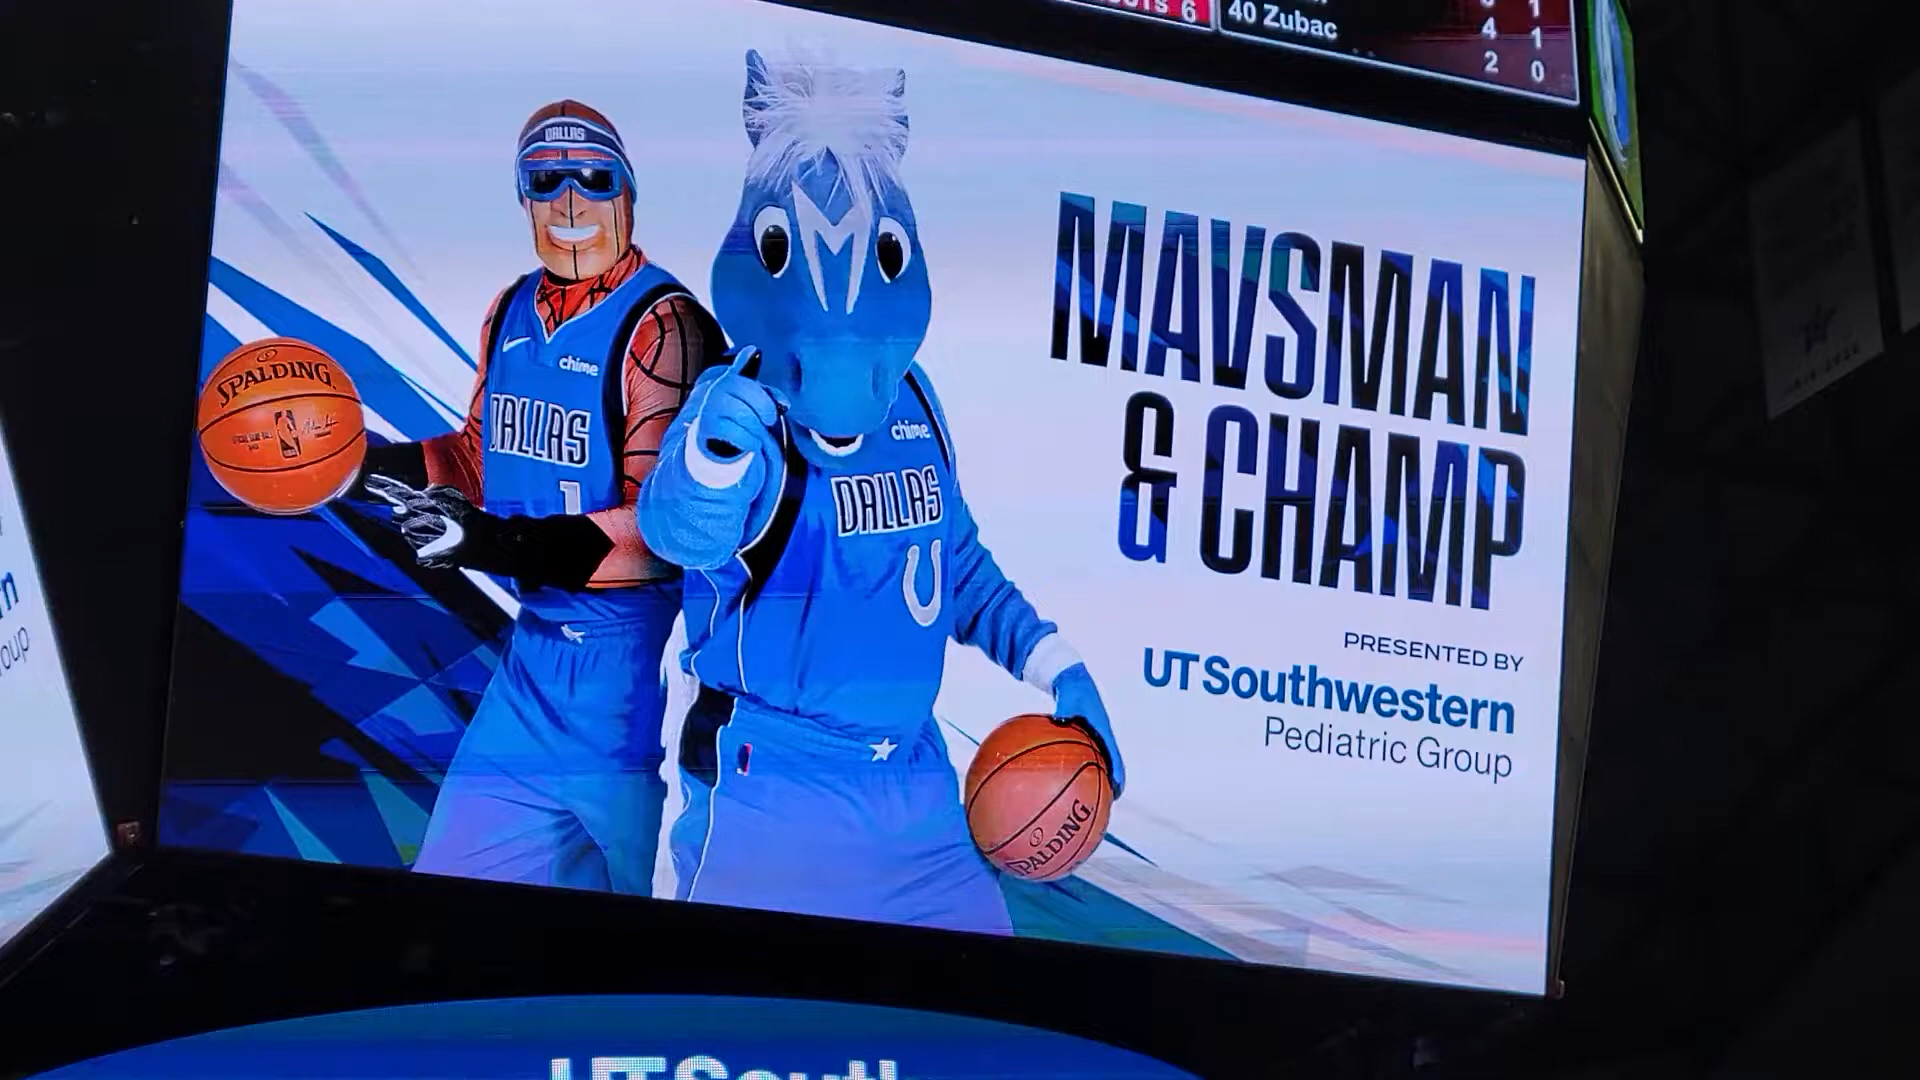 6
40 Zubac
4 1
2 0
DALLAS
SPALDING
chime
DALLAS
1
M
chime
DALLAS
MAVSMAN
& CHAMP
PRESENTED BY
UT Southwestern
Pediatric Group
SPALDING